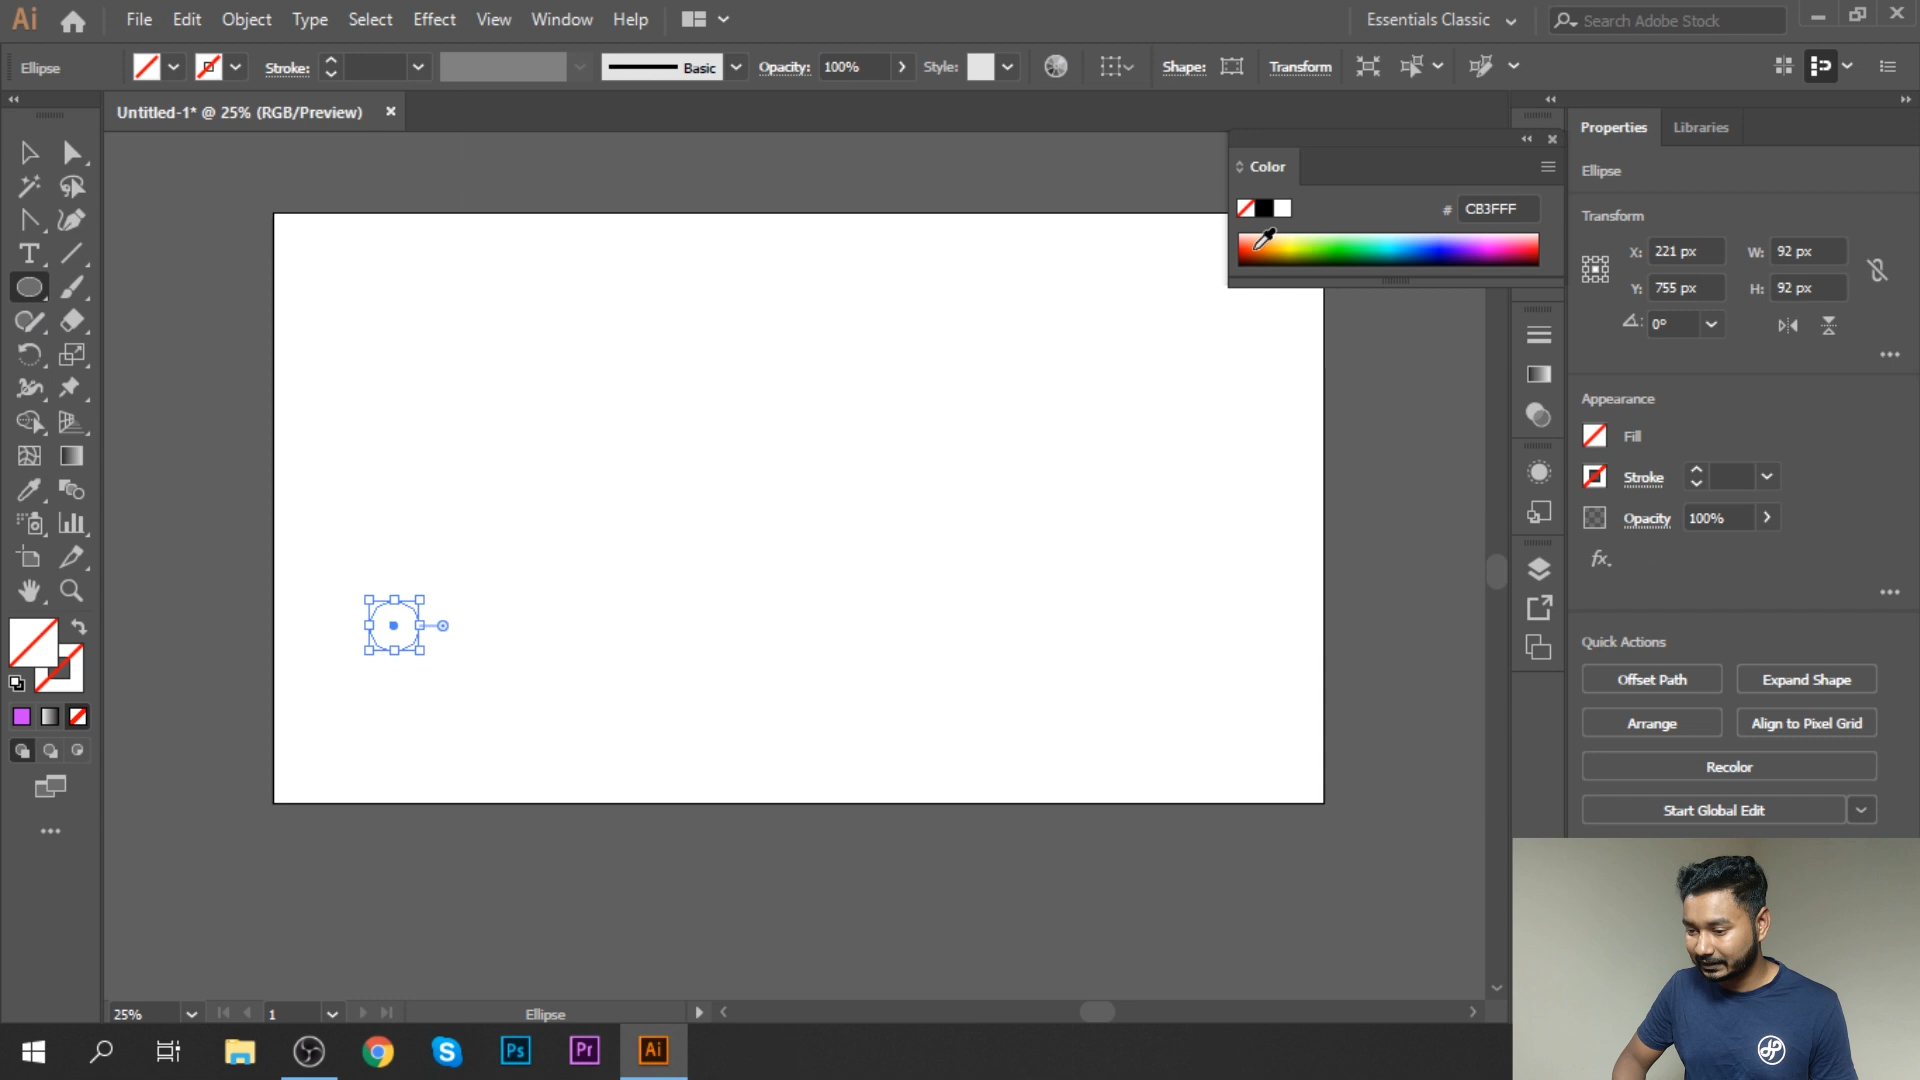 Ai File Edit Object Type Select Effect View Window Help Essentials Classic Search Adobe Stock
Ellipse Stroke: Basic Opacity: 100% Style: Shape: Transform
Untitled-1* @ 25% (RGB/Preview)
Properties Libraries
Color
Ellipse
# CB3FFF
Transform
X: 221 px W: 92 px
Y: 755 px H: 92 px
0°
Appearance
Fill
Stroke
Opacity 100%
fx.
Quick Actions
Offset Path Expand Shape
Arrange Align to Pixel Grid
Recolor
Start Global Edit
25% 1 Ellipse
Ps Pr Ai